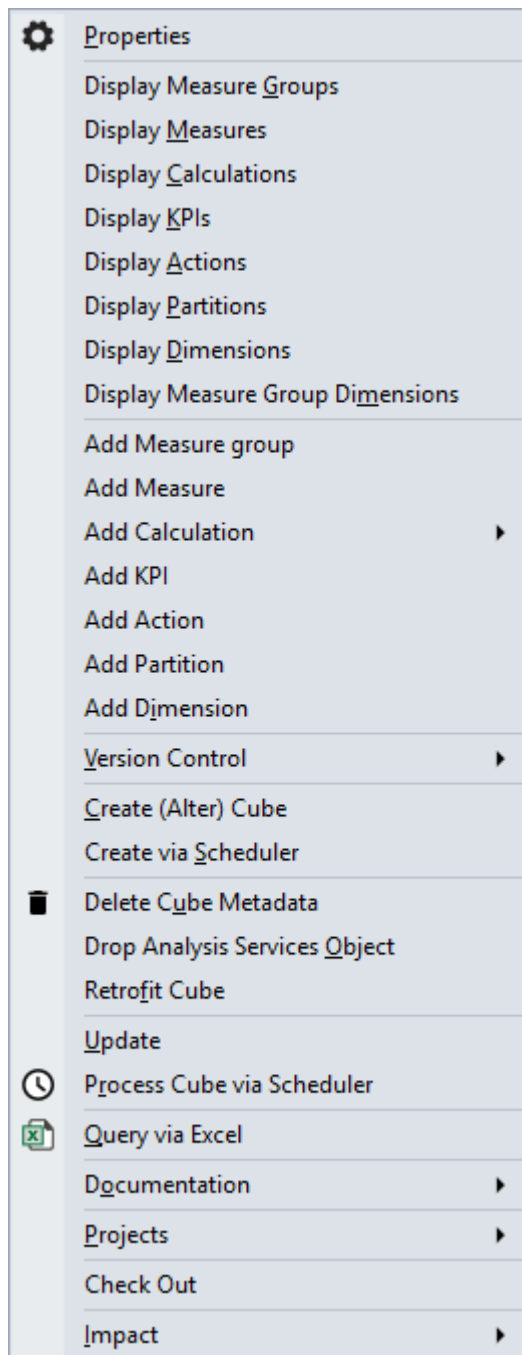 Properties
Display Measure Groups
Display Measures
Display Calculations
Display KPIs
Display Actions
Display Partitions
Display Dimensions
Display Measure Group Dimensions
Add Measure group
Add Measure
Add Calculation
Add KPI
Add Action
Add Partition
Add Dimension
Version Control
Create (Alter) Cube
Create via Scheduler
Delete Cube Metadata
Drop Analysis Services Object
Retrofit Cube
Update
Process Cube via Scheduler
Query via Excel
Documentation
Projects
Check Out
Impact